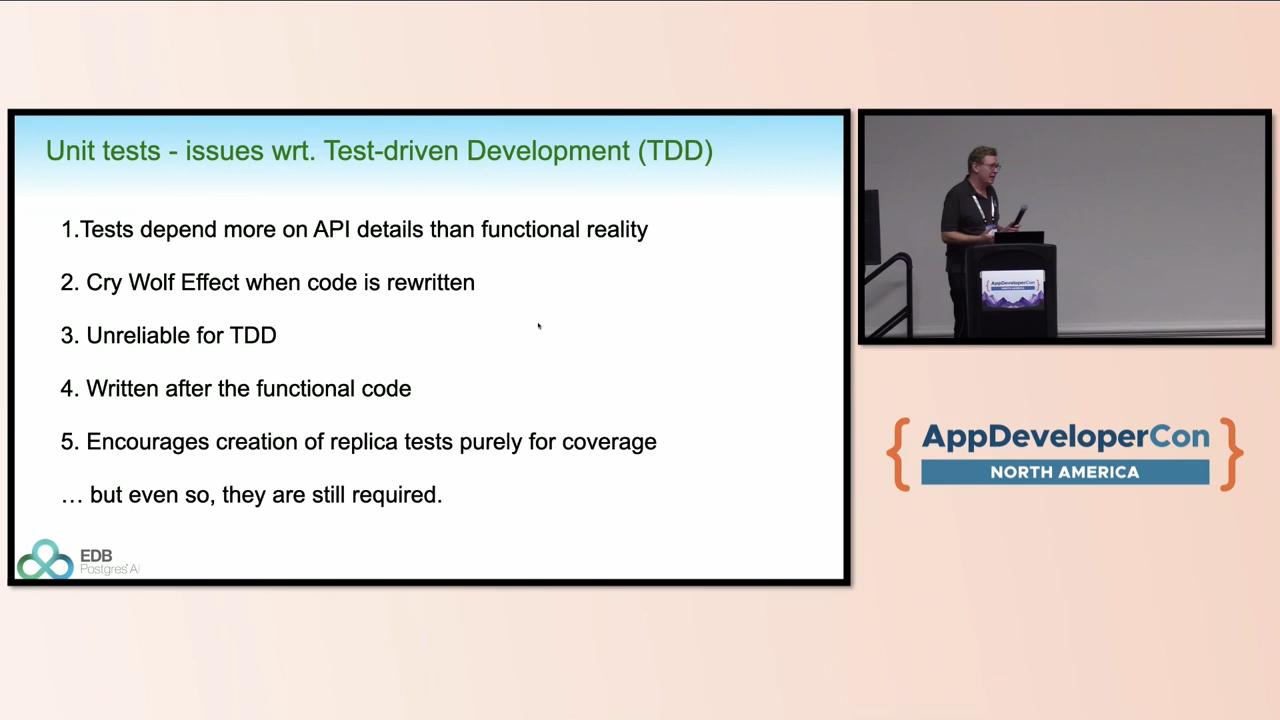 Unit tests - issues wrt. Test-driven Development (TDD)
1.Tests depend more on API details than functional reality
2. Cry Wolf Effect when code is rewritten
3. Unreliable for TDD
4. Written after the functional code
5. Encourages creation of replica tests purely for coverage
… but even so, they are still required.
EDB
Postgres AI
AppDeveloperCon
NORTH AMERICA
AppDeveloperCon
NORTH AMERICA